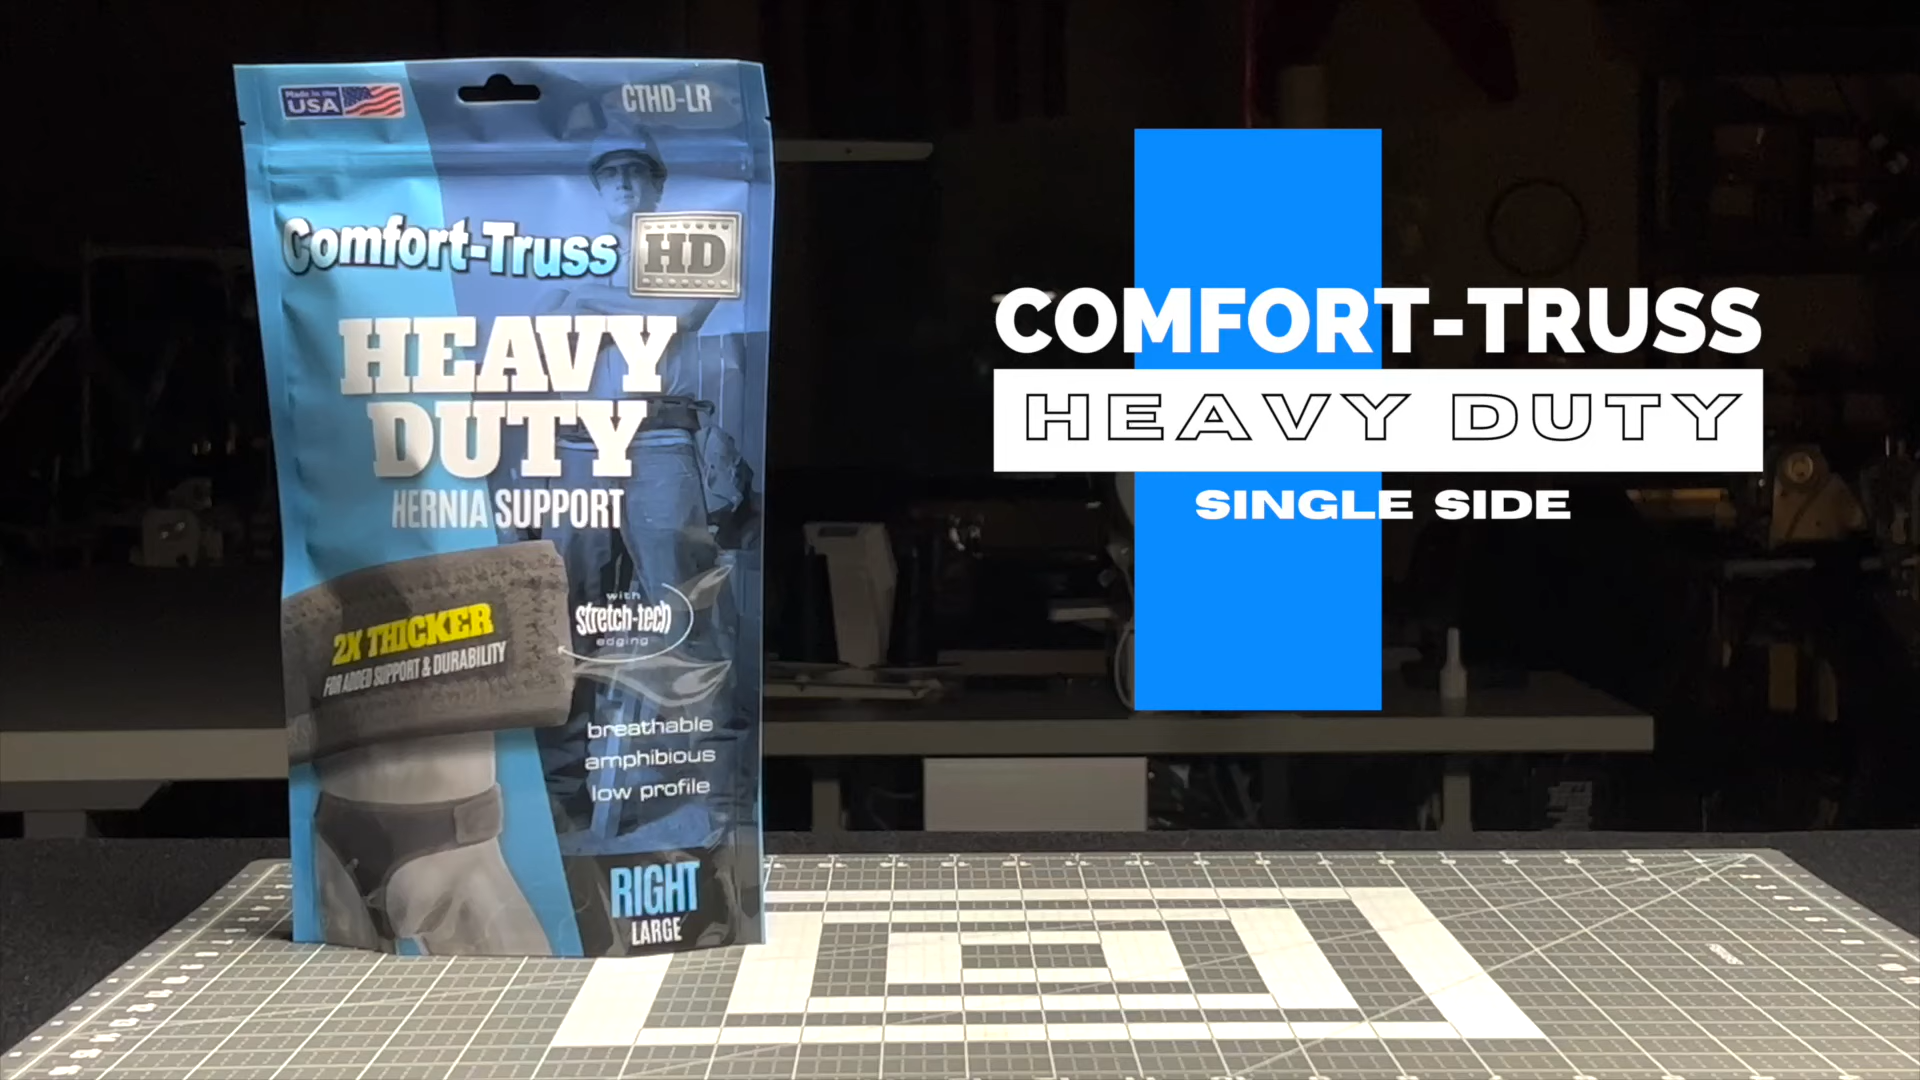 Made in the
USA
CTHD-LR
Comfort-Truss HD
HEAVY
DUTY
HERNIA SUPPORT
2X THICKER
FOR ADDED SUPPORT & DURABILITY
with
stretch-tech
edging
breathable
amphibious
low profile
RIGHT
LARGE
COMFORT-TRUSS
HEAVY DUTY
SINGLE SIDE